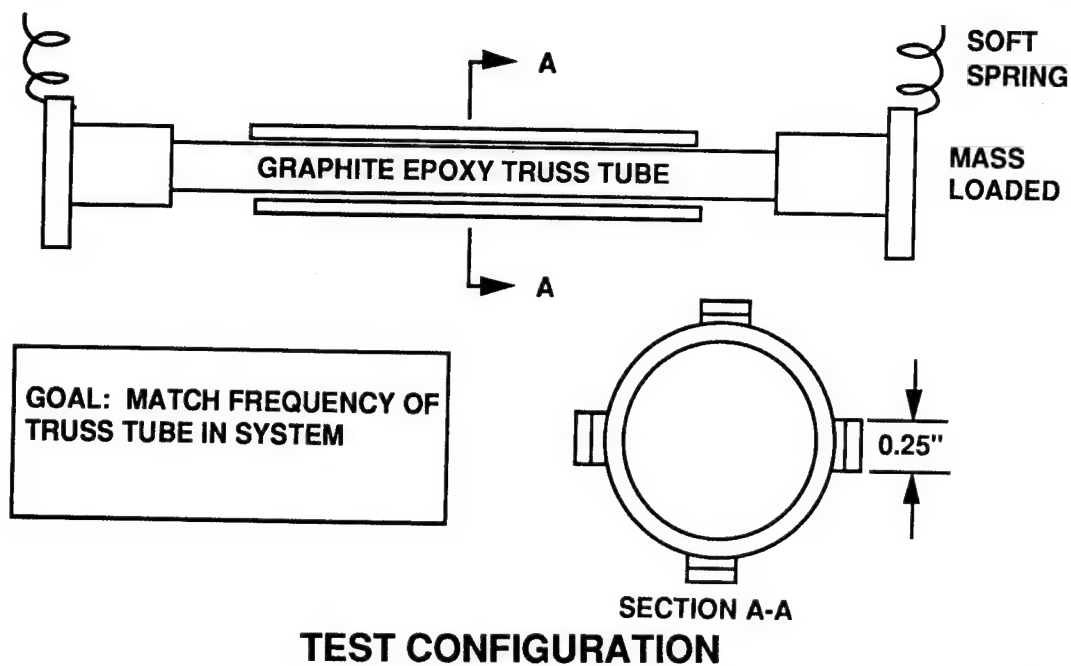 A
SOFT
SPRING
GRAPHITE EPOXY TRUSS TUBE
MASS
LOADED
A
GOAL: MATCH FREQUENCY OF
TRUSS TUBE IN SYSTEM
0.25"
SECTION A-A
TEST CONFIGURATION